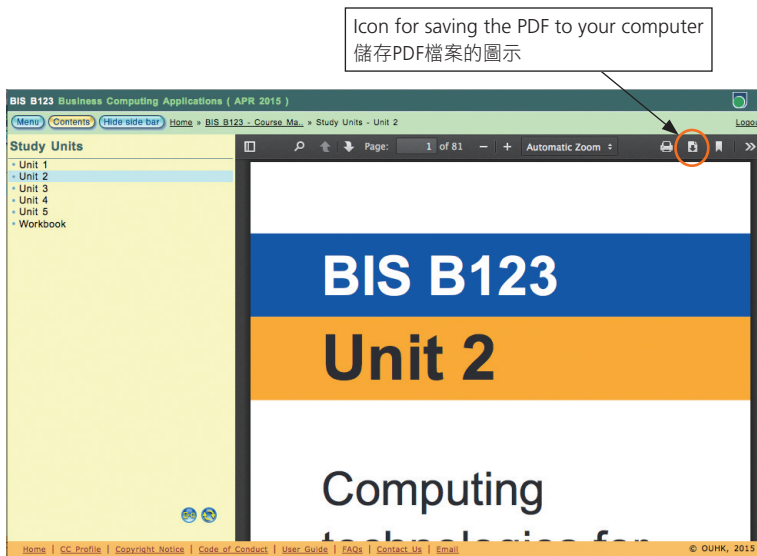 Icon for saving the PDF to your computer
儲存PDF檔案的圖示
BIS B123 Business Computing Applications ( APR 2015 )
Menu Contents Hide side bar Home » BIS B123 - Course Ma.. » Study Units - Unit 2 Logou
Study Units
Page: 1 of 81 Automatic Zoom
Unit 1
Unit 2
Unit 3
Unit 4
Unit 5
Workbook
BIS B123
Unit 2
Computing
technologies for
Home | CC Profile | Copyright Notice | Code of Conduct | User Guide | FAQs | Contact Us | Email © OUHK, 2015